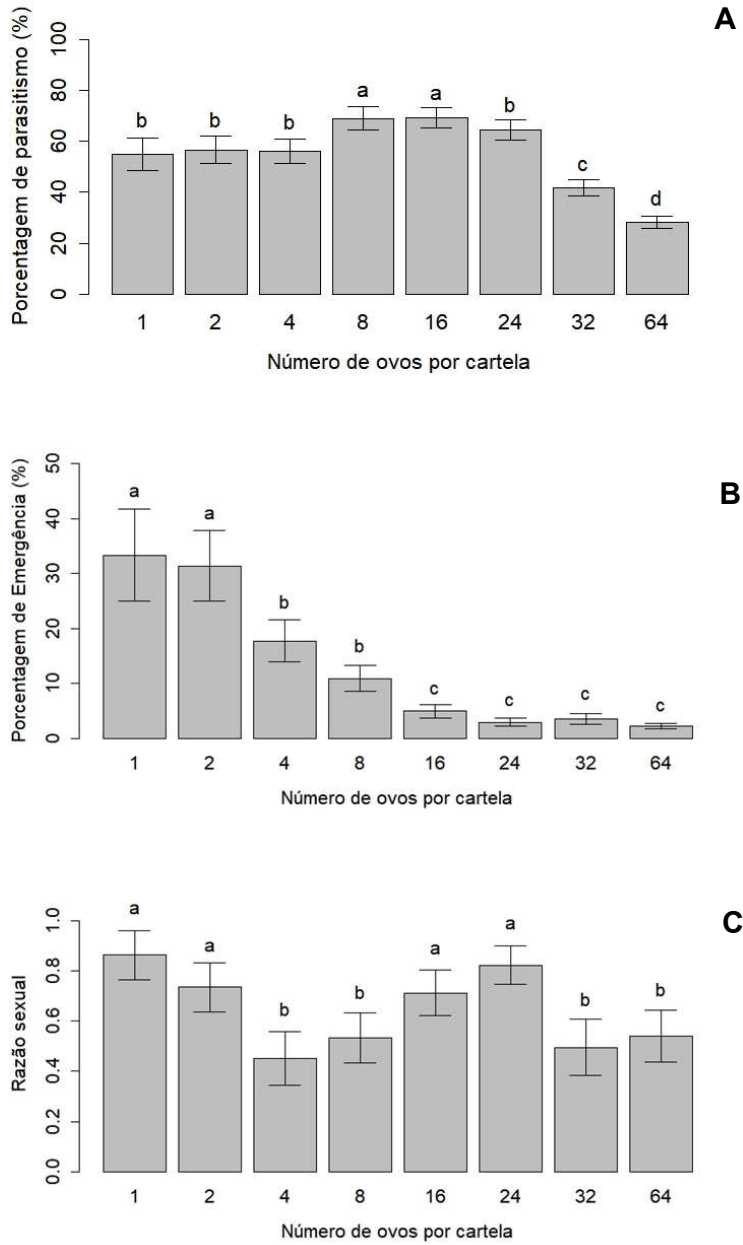 A
Porcentagem de parasitismo (%)
100
80
60
40
20
0
b b b a a b c d
1 2 4 8 16 24 32 64
Número de ovos por cartela
B
Porcentagem de Emergência (%)
50
40
30
20
10
0
a a b b c c c c
1 2 4 8 16 24 32 64
Número de ovos por cartela
C
Razão sexual
1.0
0.8
0.6
0.4
0.2
0.0
a a b b a a b b
1 2 4 8 16 24 32 64
Número de ovos por cartela